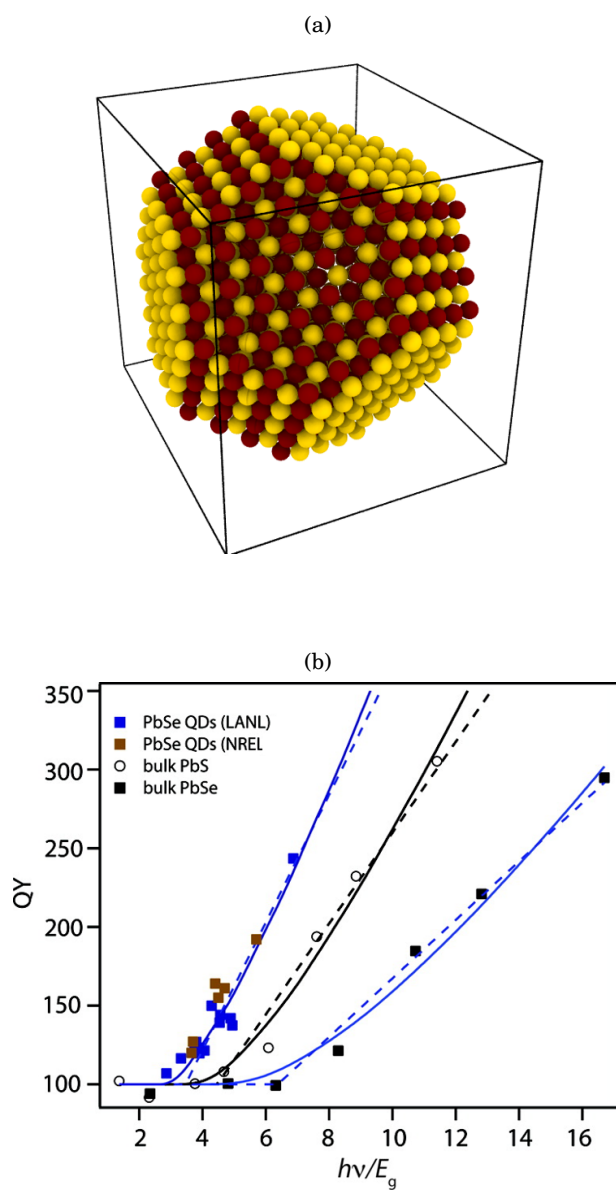 (a)
(b)
350
300
250
200
150
100
QY
PbSe QDs (LANL)
PbSe QDs (NREL
bulk PbS
bulk PbSe
2 4 6 8 10 12 14 16
hν/Eg